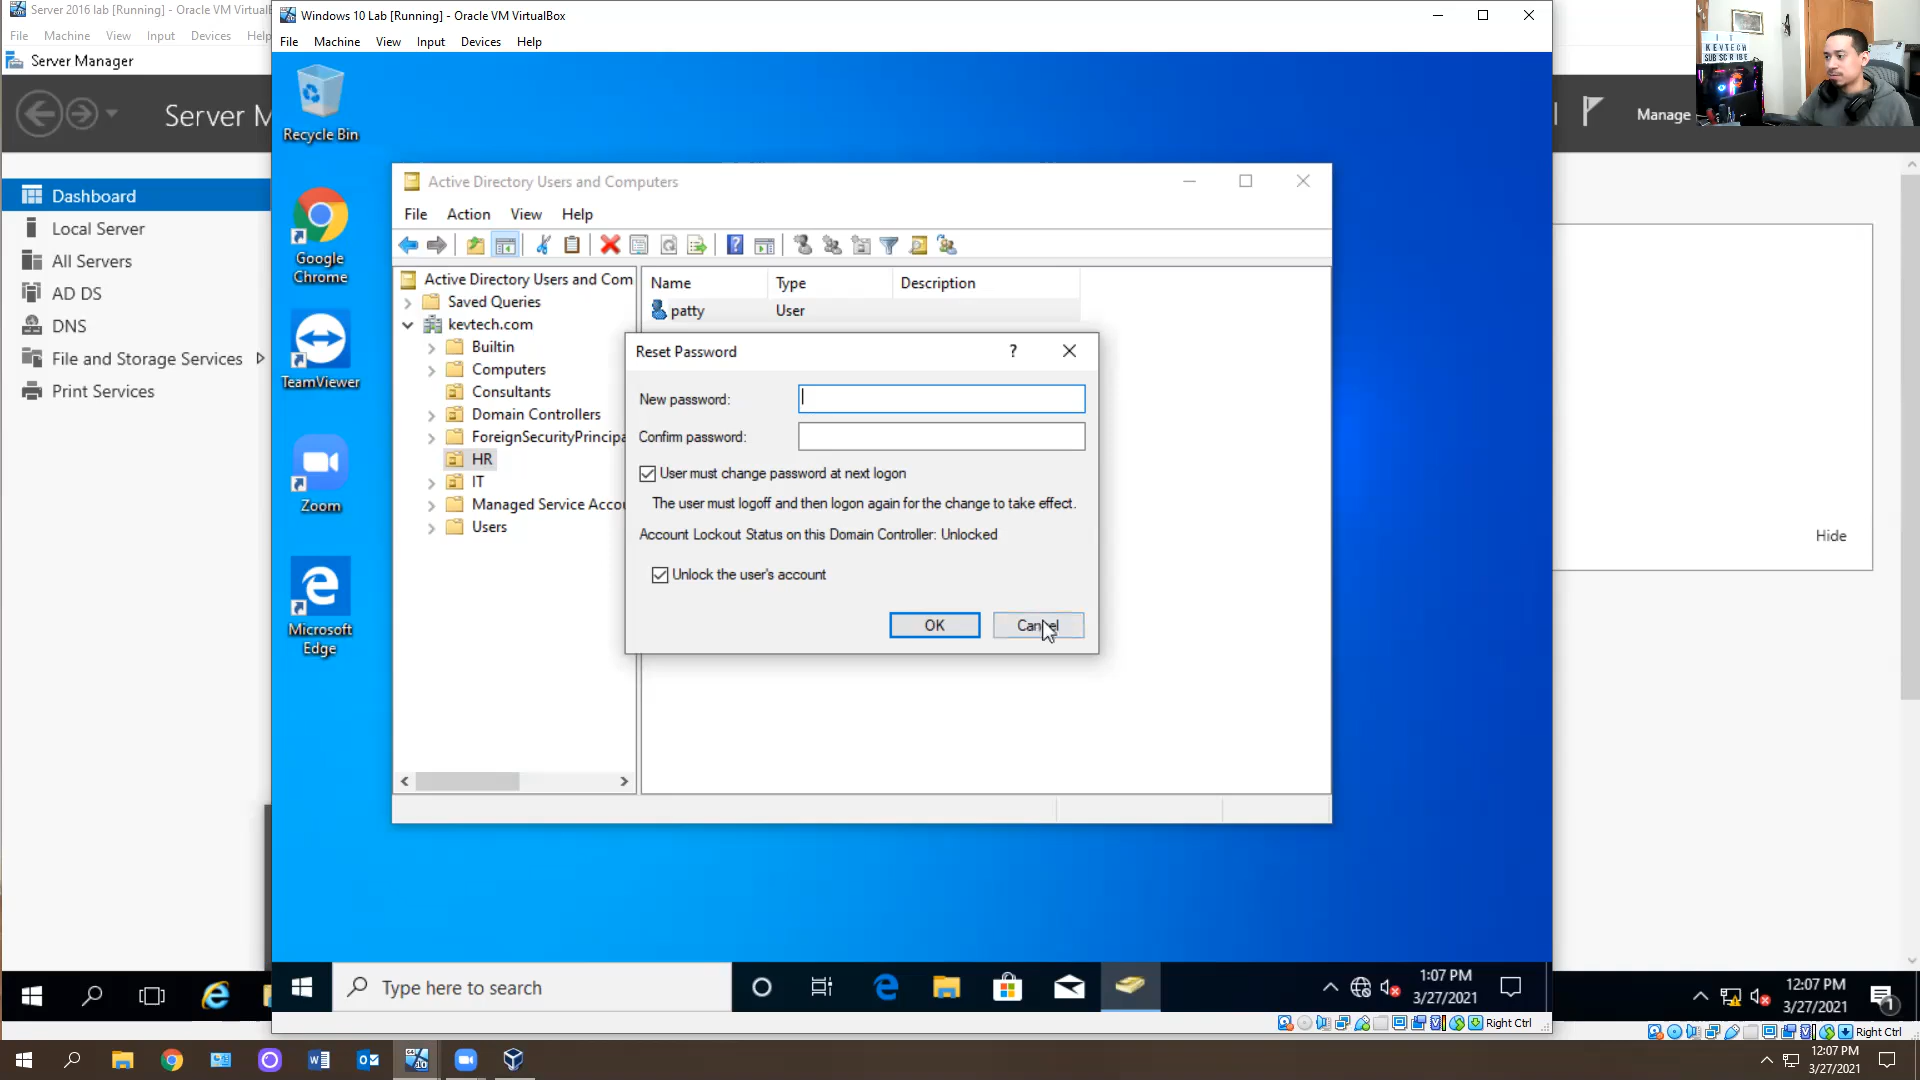 Server 2016 lab [Running] - Oracle VM VirtualB
File Machine View Input Devices Help
Server Manager
Server M
Manage
Dashboard
Local Server
All Servers
AD DS
DNS
File and Storage Services
Print Services
Hide
Windows 10 Lab [Running] - Oracle VM VirtualBox
File Machine View Input Devices Help
Recycle Bin
Google
Chrome
TeamViewer
Zoom
Microsoft
Edge
Active Directory Users and Computers
File Action View Help
Active Directory Users and Com
Saved Queries
kevtech.com
Builtin
Computers
Consultants
Domain Controllers
ForeignSecurityPrincipa
HR
IT
Managed Service Accou
Users
Name Type Description
patty User
Reset Password
New password:
Confirm password:
User must change password at next logon
The user must logoff and then logon again for the change to take effect.
Account Lockout Status on this Domain Controller: Unlocked
Unlock the user's account
OK Cancel
Type here to search
1:07 PM
3/27/2021
Right Ctrl
12:07 PM
3/27/2021
1
Right Ctrl
12:07 PM
3/27/2021
I T
KEVTECH
SUBSCRIBE